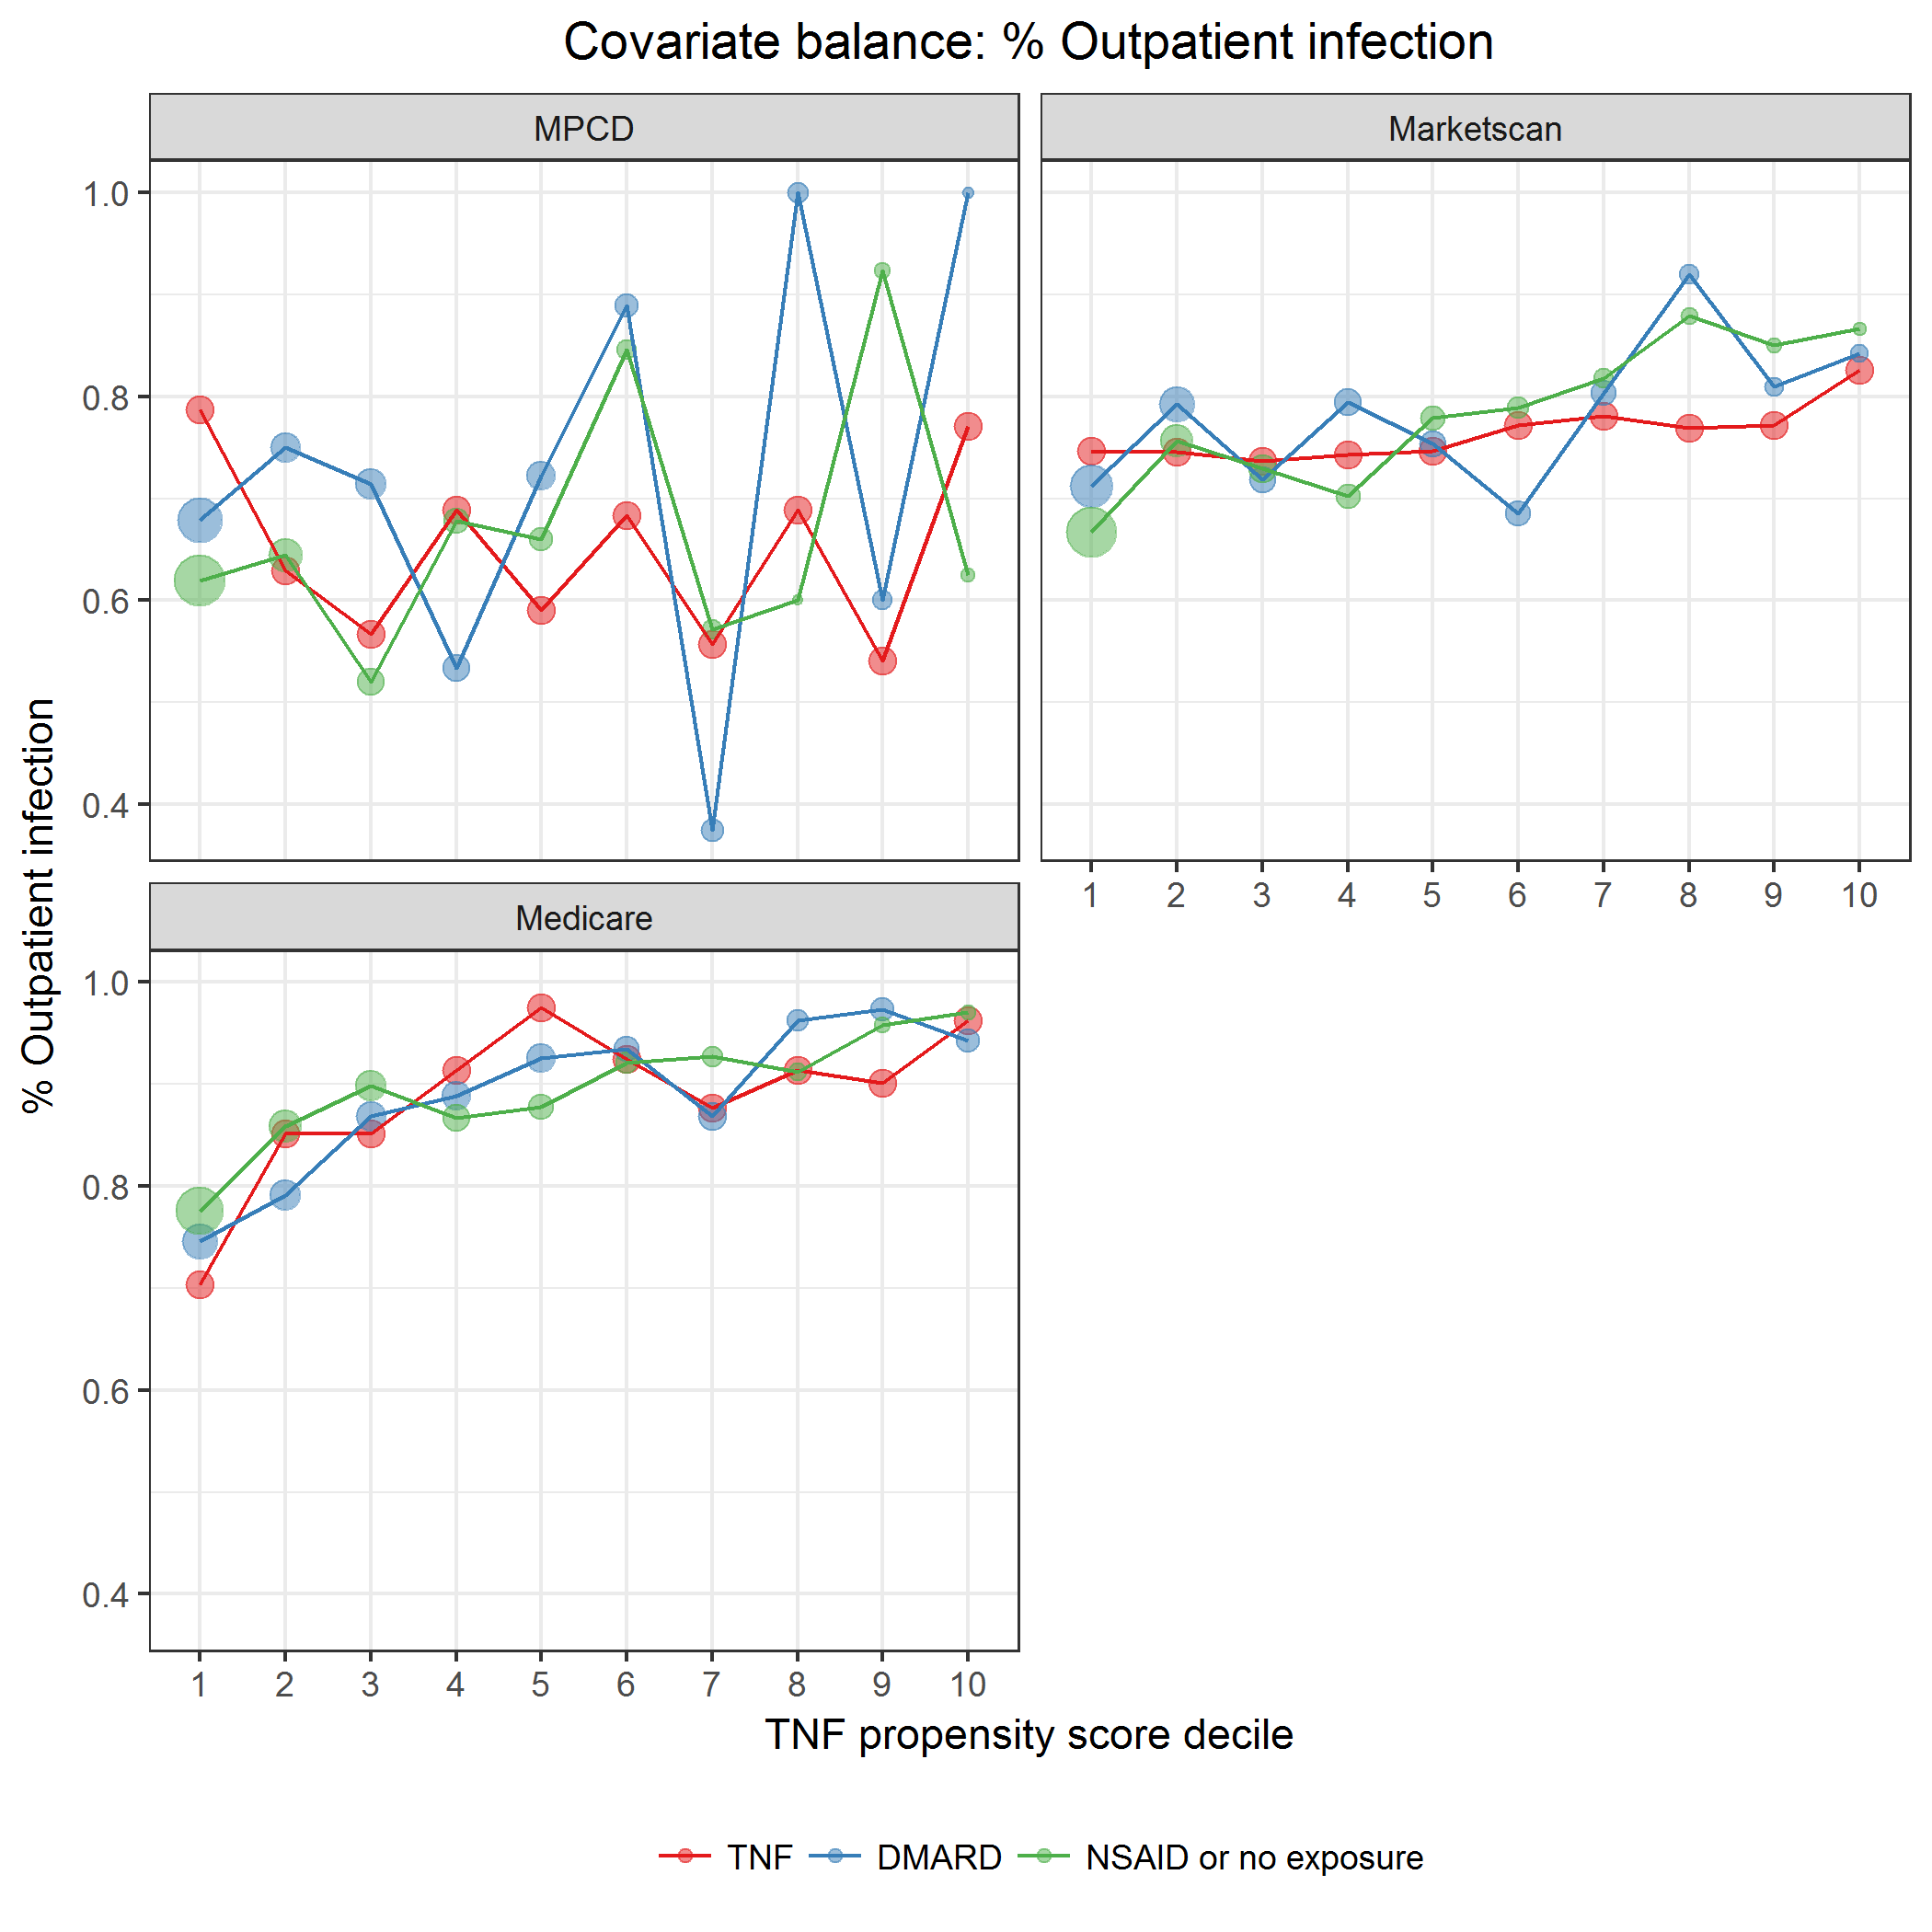 Covariate balance: % Outpatient infection
MPCD
Marketscan
1.0
0.8
0.6
0.4
1 2 3 4 5 6 7 8 9 10
% Outpatient infection
Medicare
1.0
0.8
0.6
0.4
1 2 3 4 5 6 7 8 9 10
TNF propensity score decile
TNF DMARD NSAID or no exposure